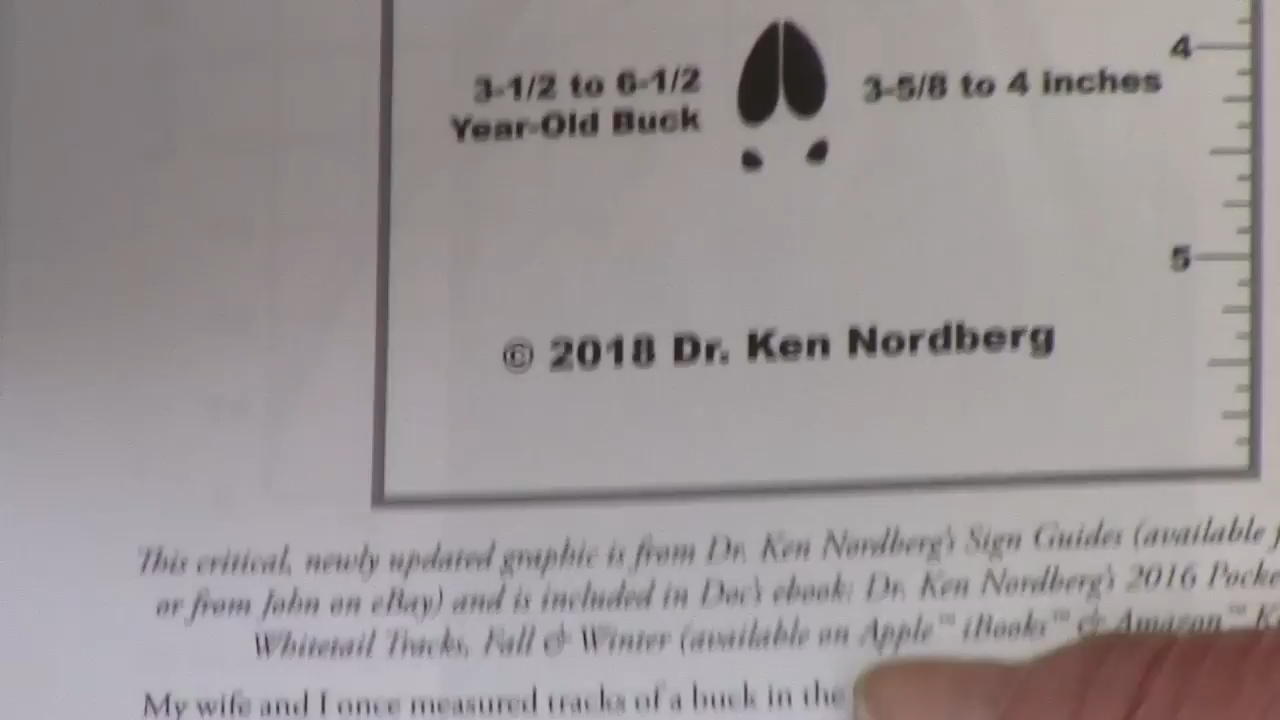 4
3-1/2 to 6-1/2 3-5/8 to 4 inches
Year-Old Buck
5
© 2018 Dr. Ken Nordberg
This critical, newly updated graphic is from Dr. Ken Nordberg's Sign Guides (available
or from John on eBay) and is included in Doc's ebook: Dr. Ken Nordberg's 2016
Whitetail Tracks, Fall & Winter (available on Apple™ iBooks™ & Amazon™
My wife and I once measured tracks of a buck in the